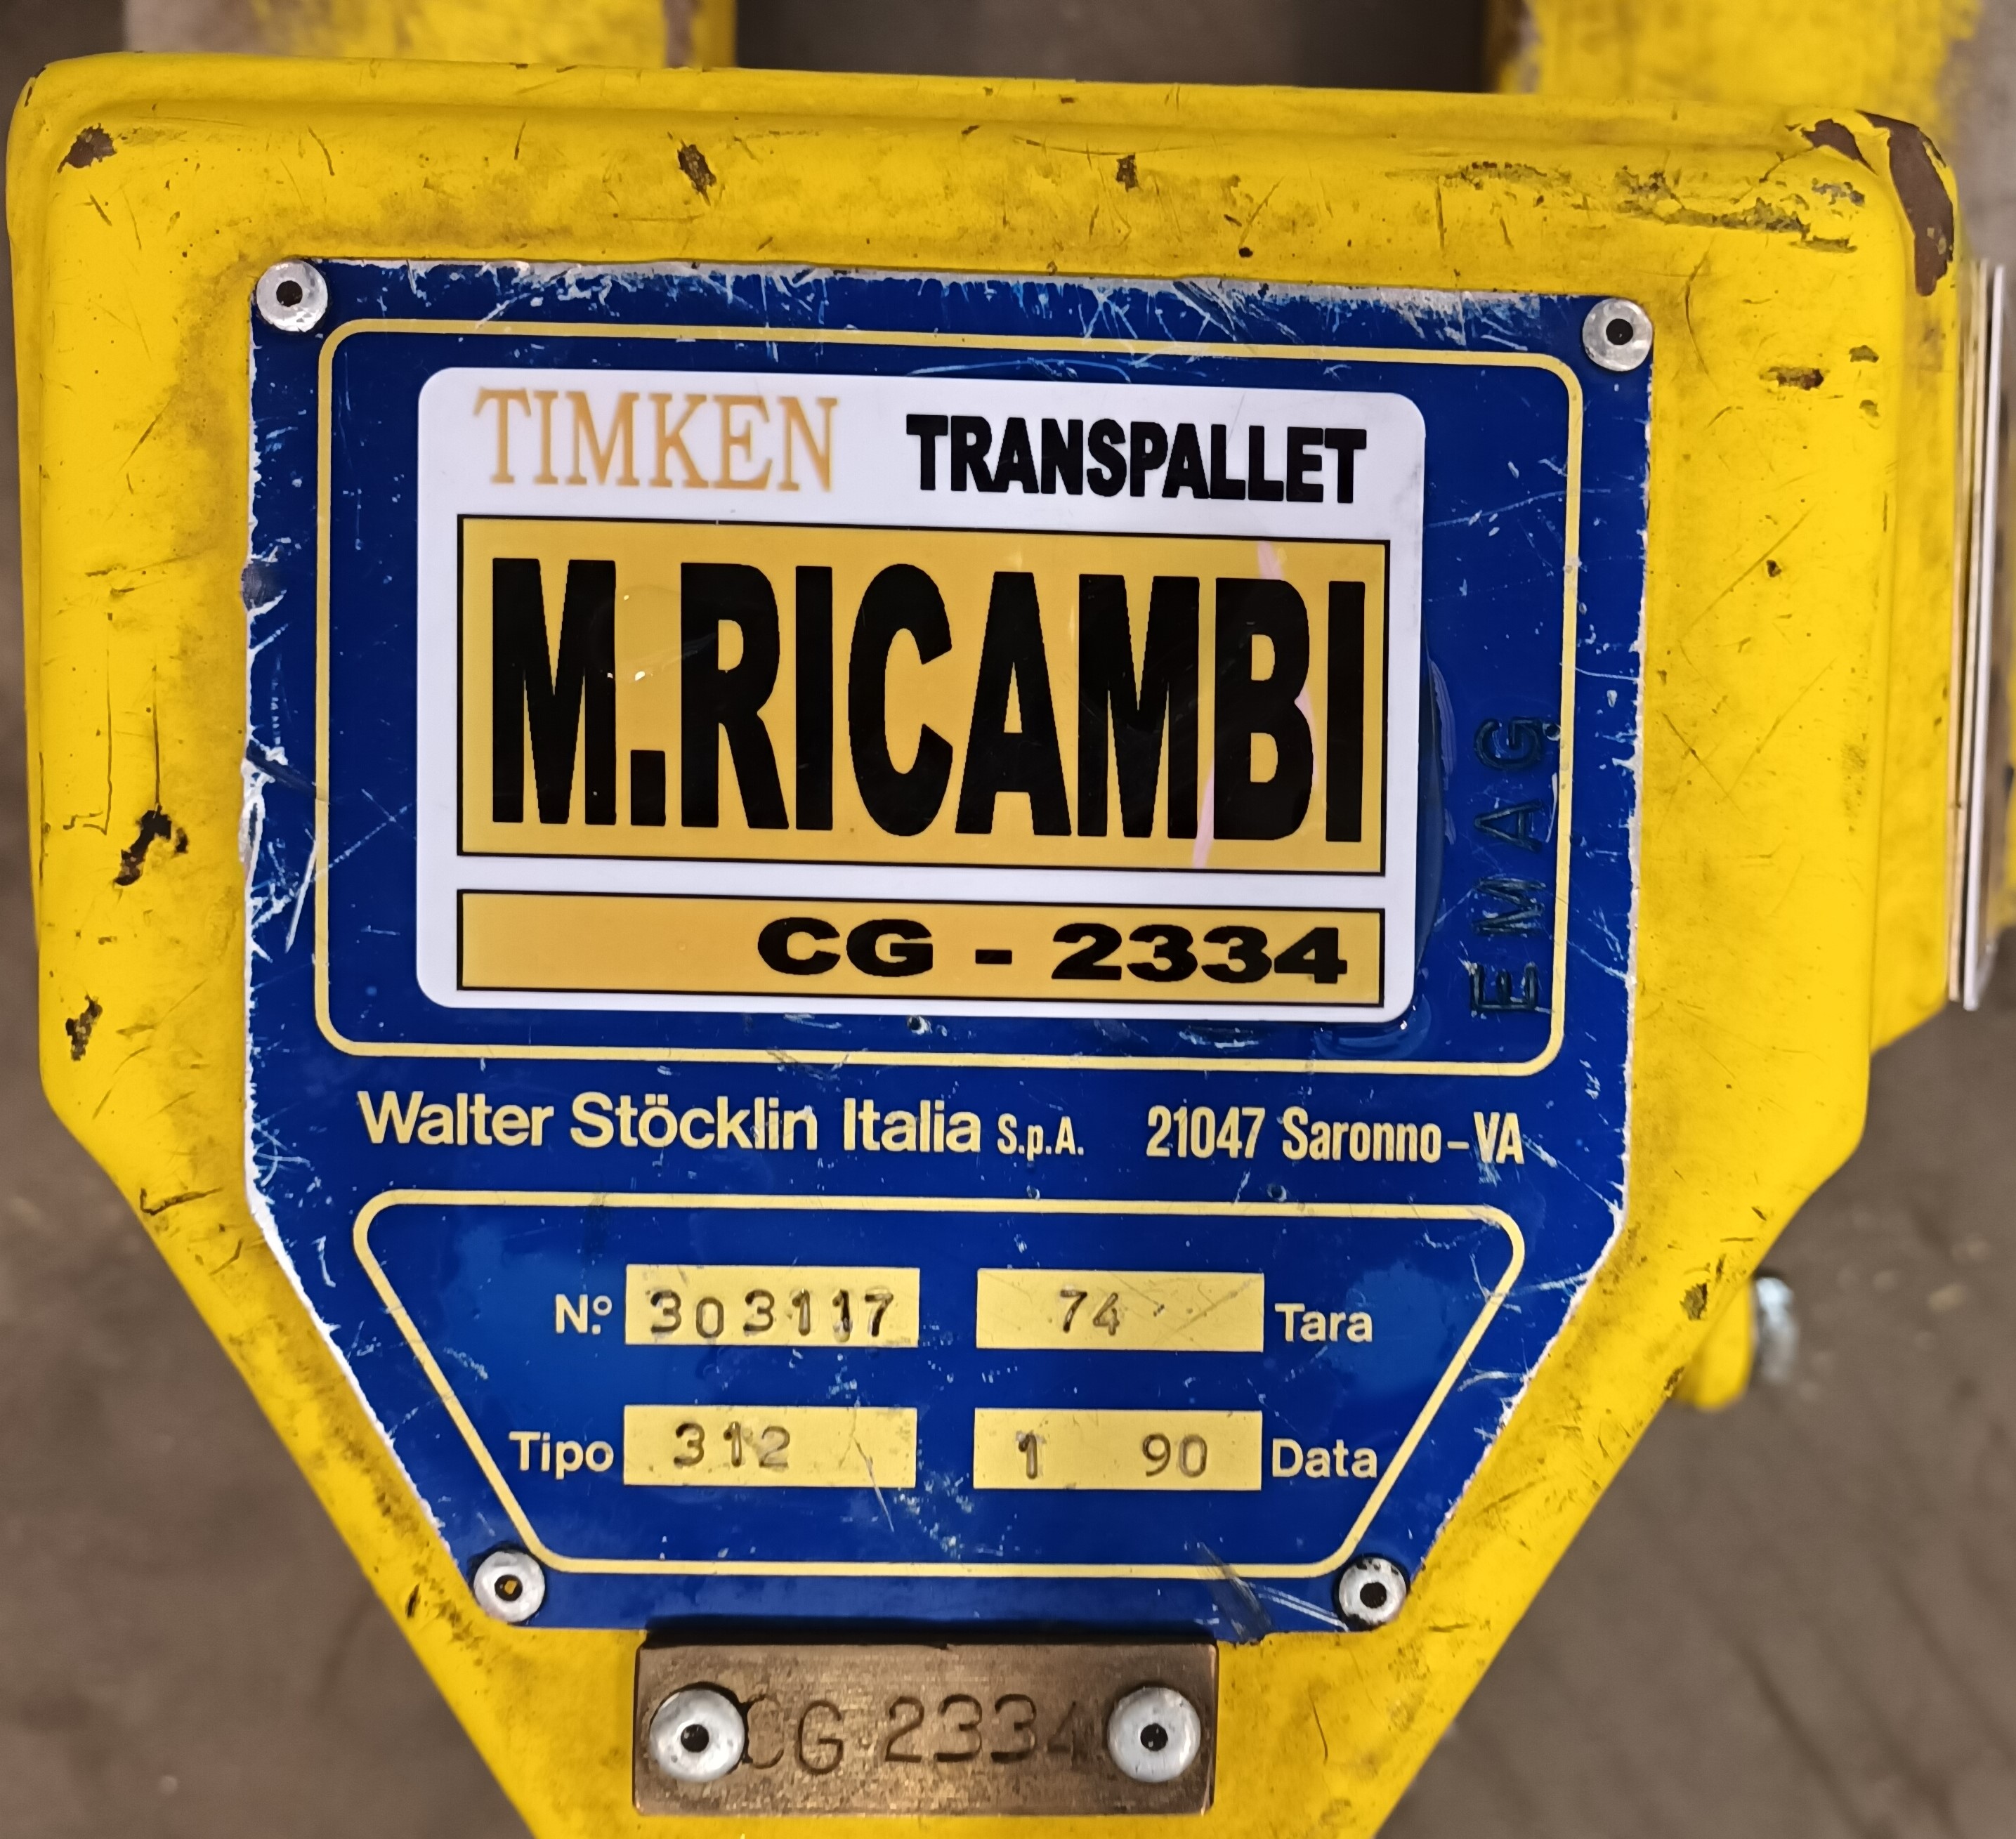 TIMKEN TRANSPALLET
M.RICAMBI
CG - 2334
EMAG
Walter Stöcklin Italia S.p.A. 21047 Saronno-VA
N.º 303117 74 Tara
Tipo 312 1 90 Data
CG 2334